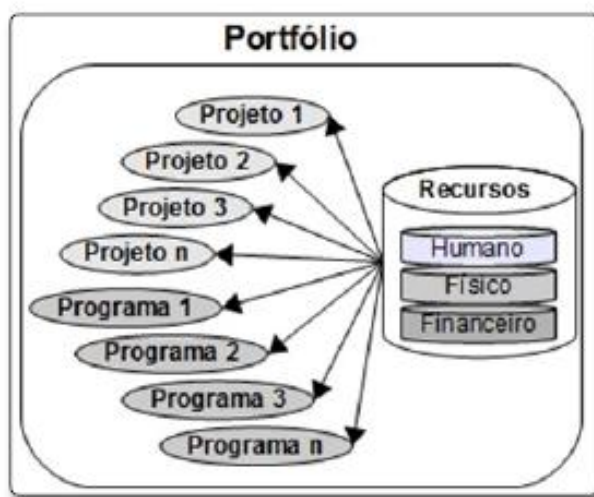 Portfólio
Projeto 1
Projeto 2
Projeto 3
Projeto n
Programa 1
Programa 2
Programa 3
Programa n
Recursos
Humano
Físico
Financeiro